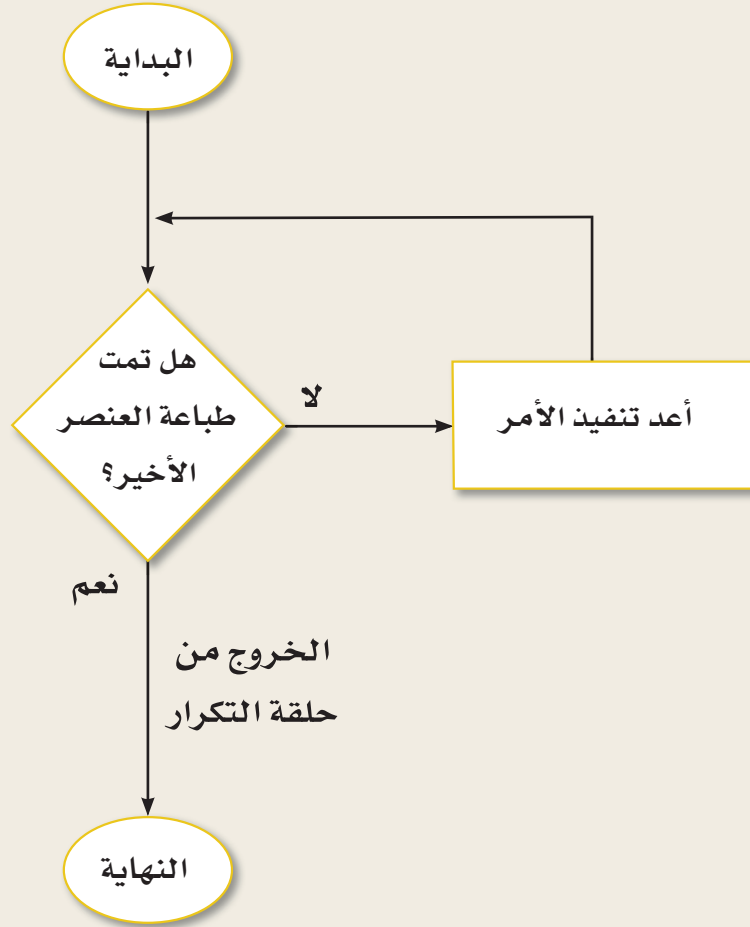 البداية
هل تمت
طباعة العنصر
الأخير؟
لا
أعد تنفيذ الأمر
نعم
الخروج من
حلقة التكرار
النهاية